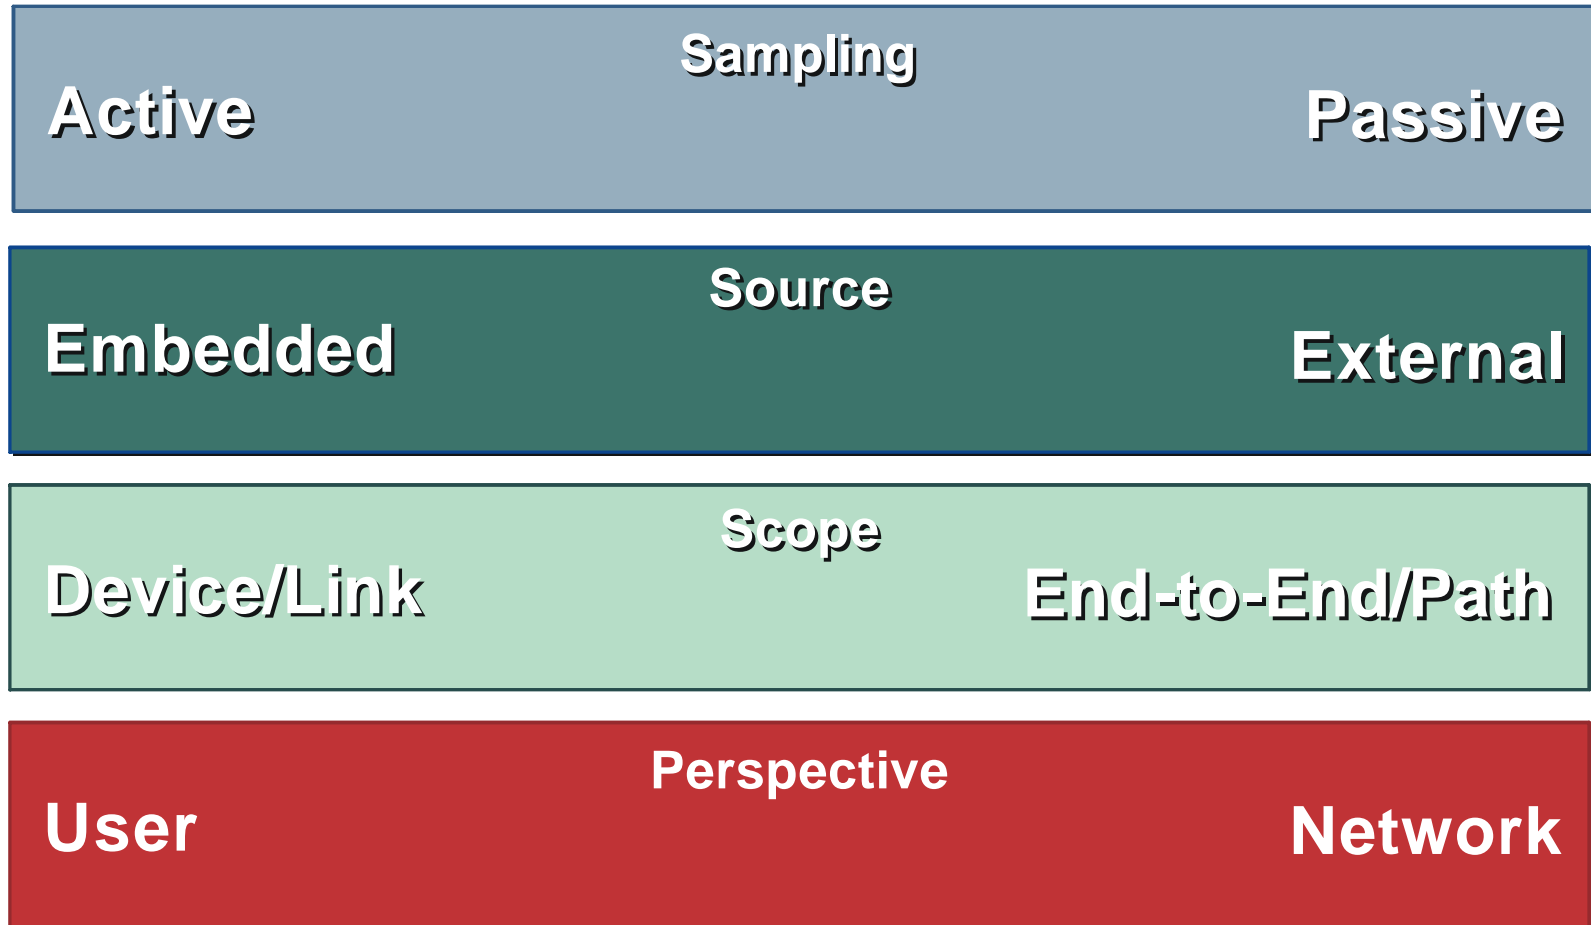 Sampling
Active Passive
Source
Embedded External
Scope
Device/Link End-to-End/Path
Perspective
User Network